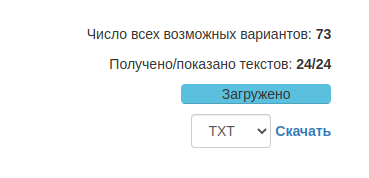 Число всех возможных вариантов: 73
Получено/показано текстов: 24/24
Загружено
TXT Скачать